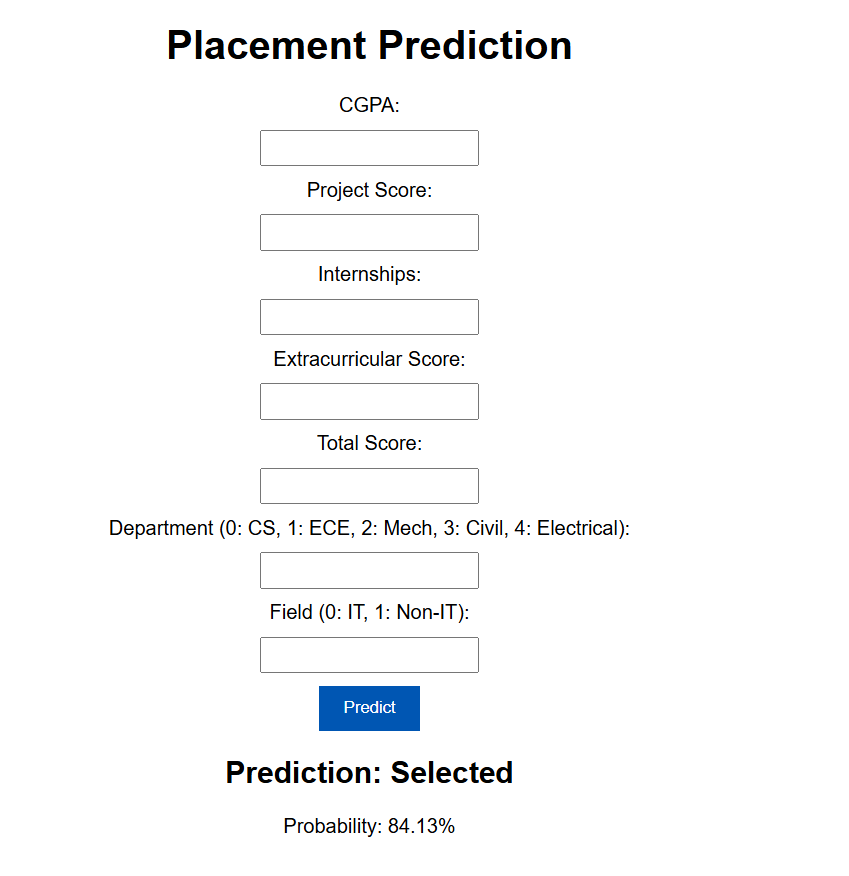 Placement Prediction
CGPA:
Project Score:
Internships:
Extracurricular Score:
Total Score:
Department (0: CS, 1: ECE, 2: Mech, 3: Civil, 4: Electrical):
Field (0: IT, 1: Non-IT):
Predict
Prediction: Selected
Probability: 84.13%